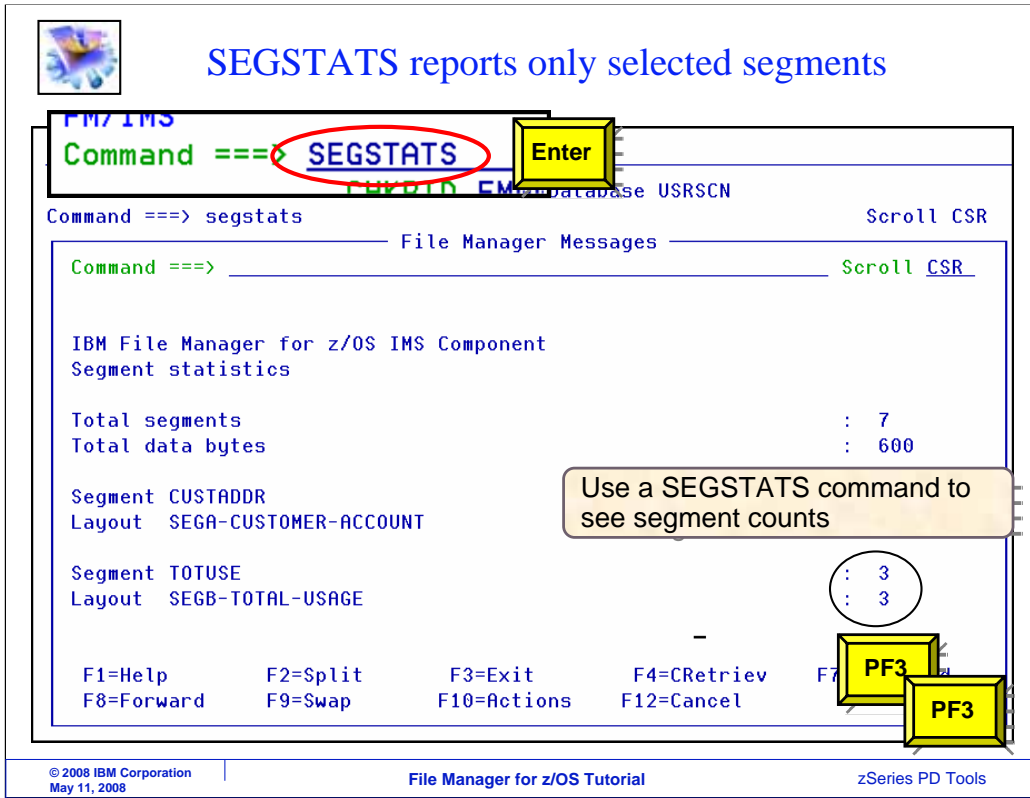 SEGSTATS reports only selected segments
FM/IMS
Command ===> SEGSTATS
Enter
Database USRSCN
Command ===> segstats Scroll CSR
File Manager Messages
Command ===> Scroll CSR
IBM File Manager for z/OS IMS Component
Segment statistics
Total segments : 7
Total data bytes : 600
Segment CUSTADDR
Layout SEGA-CUSTOMER-ACCOUNT
Use a SEGSTATS command to
see segment counts
Segment TOTUSE : 3
Layout SEGB-TOTAL-USAGE : 3
F1=Help F2=Split F3=Exit F4=CRetriev
F8=Forward F9=Swap F10=Actions F12=Cancel
PF3
PF3
© 2008 IBM Corporation
May 11, 2008
File Manager for z/OS Tutorial
zSeries PD Tools